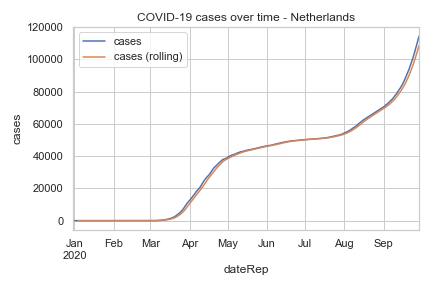 COVID-19 cases over time - Netherlands
cases
cases (rolling)
cases
120000
100000
80000
60000
40000
20000
0
Jan Feb Mar Apr May Jun Jul Aug Sep
2020
dateRep